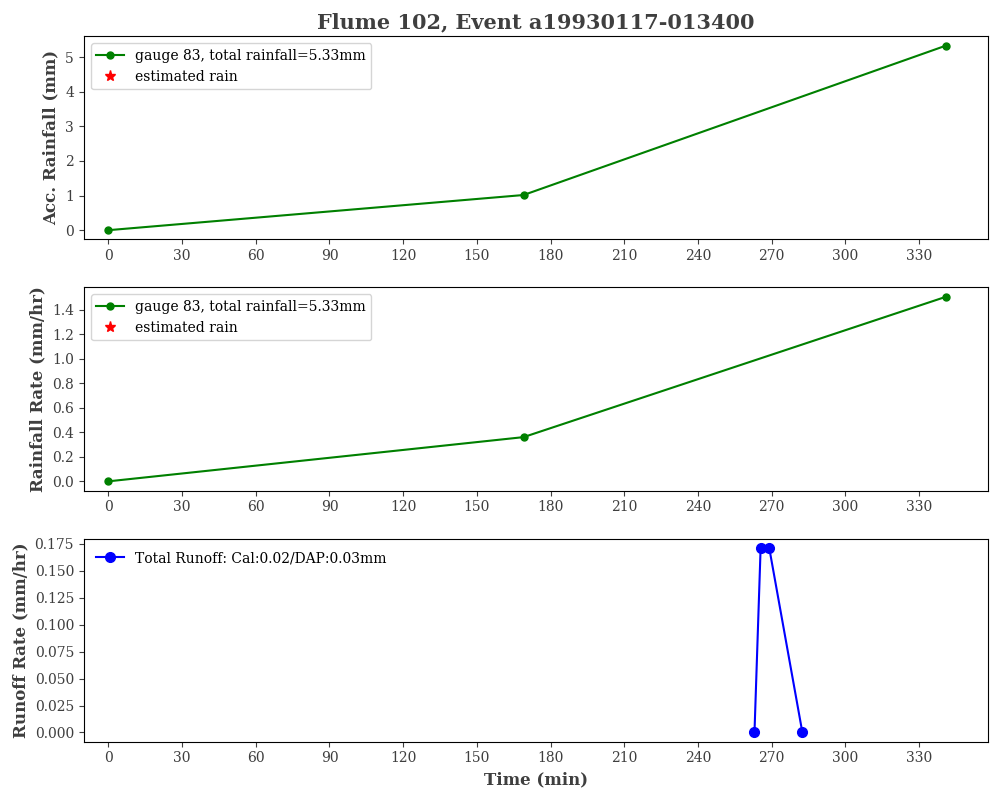 Flume 102, Event a19930117-013400
Acc. Rainfall (mm)
5
4
3
2
1
0
gauge 83, total rainfall=5.33mm
estimated rain
0 30 60 90 120 150 180 210 240 270 300 330
Rainfall Rate (mm/hr)
1.4
1.2
1.0
0.8
0.6
0.4
0.2
0.0
gauge 83, total rainfall=5.33mm
estimated rain
0 30 60 90 120 150 180 210 240 270 300 330
Runoff Rate (mm/hr)
0.175
0.150
0.125
0.100
0.075
0.050
0.025
0.000
Total Runoff: Cal:0.02/DAP:0.03mm
0 30 60 90 120 150 180 210 240 270 300 330
Time (min)